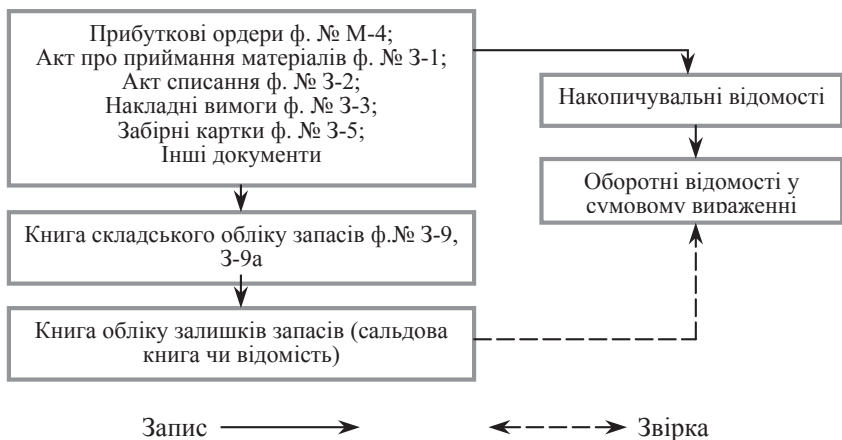 Прибуткові ордери ф. № М-4;
Акт про приймання матеріалів ф. № З-1;
Акт списання ф. № З-2;
Накладні вимоги ф. № З-3;
Забірні картки ф. № З-5;
Інші документи
Накопичувальні відомості
Оборотні відомості у
сумовому вираженні
Книга складського обліку запасів ф.№ З-9,
З-9а
Книга обліку залишків запасів (сальдова
книга чи відомість)
Запис
Звірка